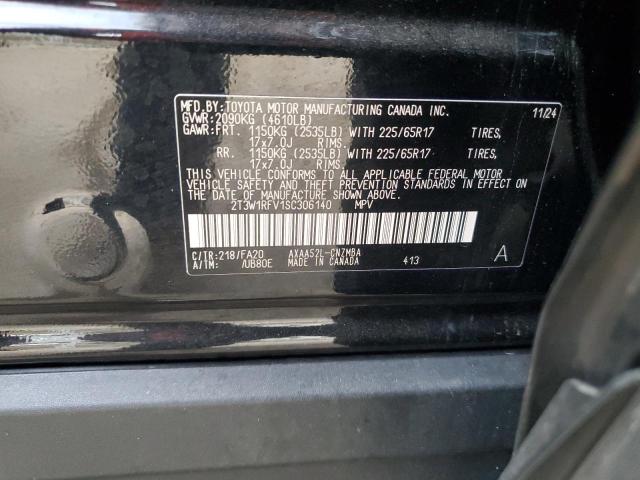 MFD.BY:TOYOTA MOTOR MANUFACTURING CANADA INC. 11/24
GVWR:2090KG (4610LB)
GAWR:FRT. 1150KG (2535LB) WITH 225/65R17 TIRES,
17x7.0J RIMS.
RR. 1150KG (2535LB) WITH 225/65R17 TIRES,
17x7.0J RIMS.
THIS VEHICLE CONFORMS TO ALL APPLICABLE FEDERAL MOTOR
VEHICLE SAFETY AND THEFT PREVENTION STANDARDS IN EFFECT ON
THE DATE OF MANUFACTURE SHOWN ABOVE.
2T3W1RFV1SC306140 MPV
C/TR:218/FA20 AXAA52L-CNZMBA
A/TM: /UB80E MADE IN CANADA 413 A